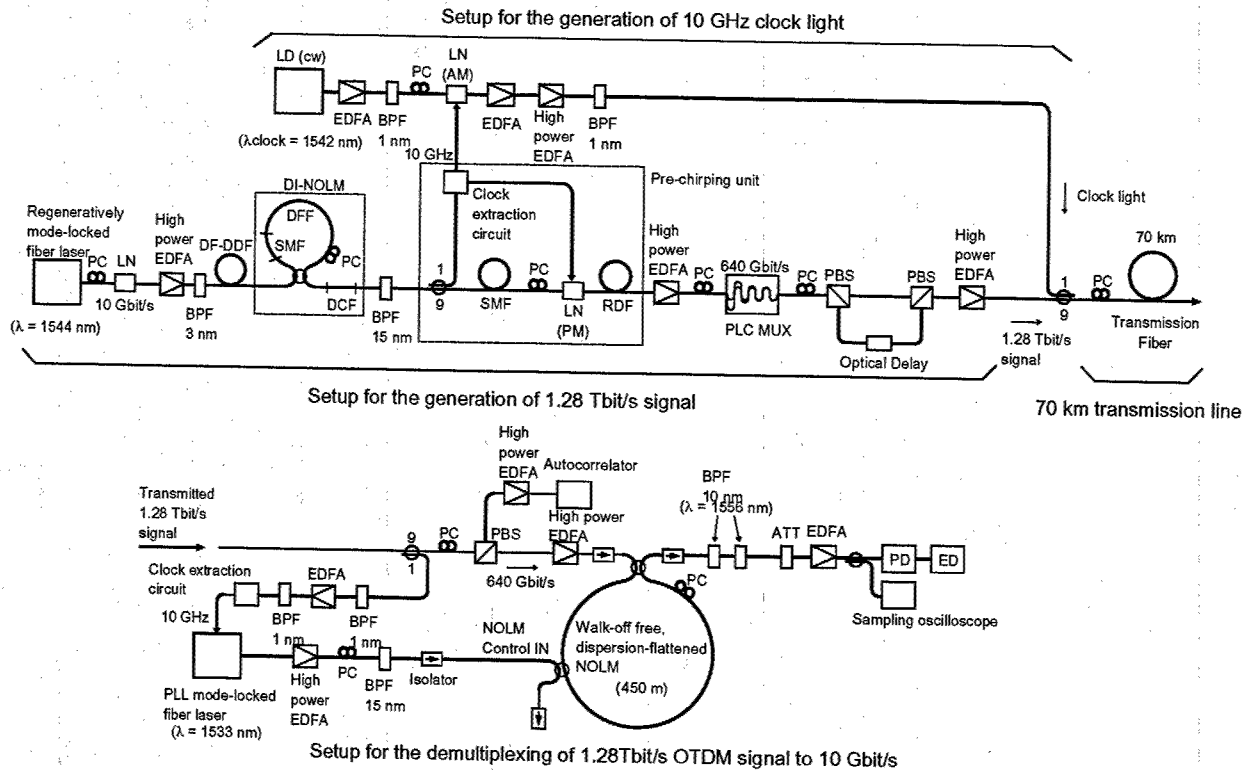 Setup for the generation of 10 GHz clock light
LD (cw)
EDFA
BPF
1 nm
PC
LN
(AM)
EDFA
High
power
EDFA
BPF
1 nm
(λclock = 1542 nm)
10 GHz
Clock
extraction
circuit
Pre-chirping unit
Clock light
Regeneratively
mode-locked
fiber laser
(λ = 1544 nm)
PC
LN
10 Gbit/s
High
power
EDFA
BPF
3 nm
DF-DDF
DI-NOLM
DFF
SMF
PC
DCF
BPF
15 nm
1
9
SMF
PC
LN
(PM)
RDF
High
power
EDFA
PC
640 Gbit/s
PLC MUX
PC
PBS
Optical Delay
PBS
High
power
EDFA
1.28 Tbit/s
signal
1
9
PC
70 km
Transmission
Fiber
Setup for the generation of 1.28 Tbit/s signal
70 km transmission line
Transmitted
1.28 Tbit/s
signal
9
1
PC
PBS
High
power
EDFA
Autocorrelator
640 Gbit/s
High power
EDFA
BPF
10 nm
(λ = 1556 nm)
ATT
EDFA
PD
ED
Sampling oscilloscope
PC
Clock extraction
circuit
10 GHz
BPF
1 nm
EDFA
BPF
1 nm
PLL mode-locked
fiber laser
(λ = 1533 nm)
High
power
EDFA
PC
BPF
15 nm
Isolator
NOLM
Control IN
Walk-off free,
dispersion-flattened
NOLM
(450 m)
Setup for the demultiplexing of 1.28Tbit/s OTDM signal to 10 Gbit/s